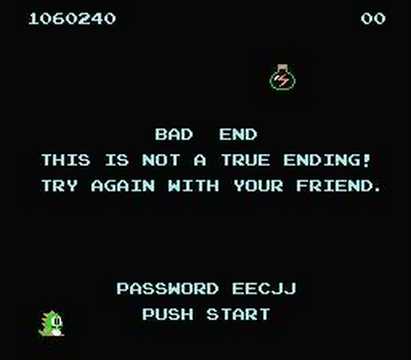 1060240 00
BAD END
THIS IS NOT A TRUE ENDING!
TRY AGAIN WITH YOUR FRIEND.
PASSWORD EECJJ
PUSH START